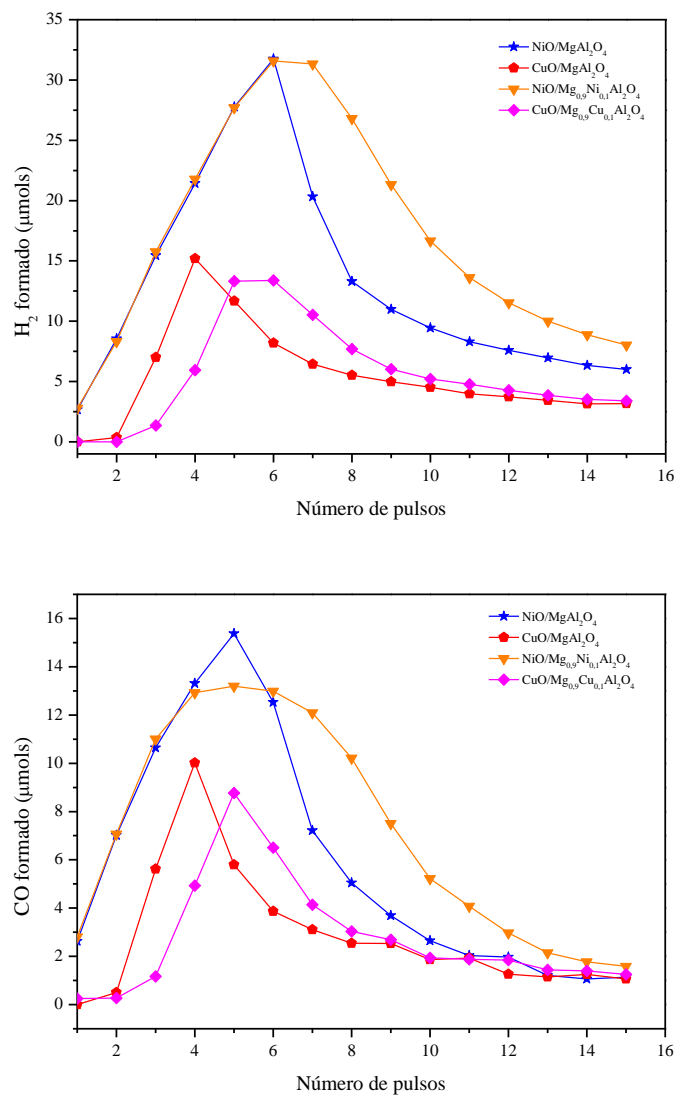 35
30
25
20
15
10
5
0
H₂ formado (µmols)
NiO/MgAl₂O₄
CuO/MgAl₂O₄
NiO/Mg₀,₉Ni₀,₁Al₂O₄
CuO/Mg₀,₉Cu₀,₁Al₂O₄
2 4 6 8 10 12 14 16
Número de pulsos
16
14
12
10
8
6
4
2
0
CO formado (µmols)
NiO/MgAl₂O₄
CuO/MgAl₂O₄
NiO/Mg₀,₉Ni₀,₁Al₂O₄
CuO/Mg₀,₉Cu₀,₁Al₂O₄
2 4 6 8 10 12 14 16
Número de pulsos